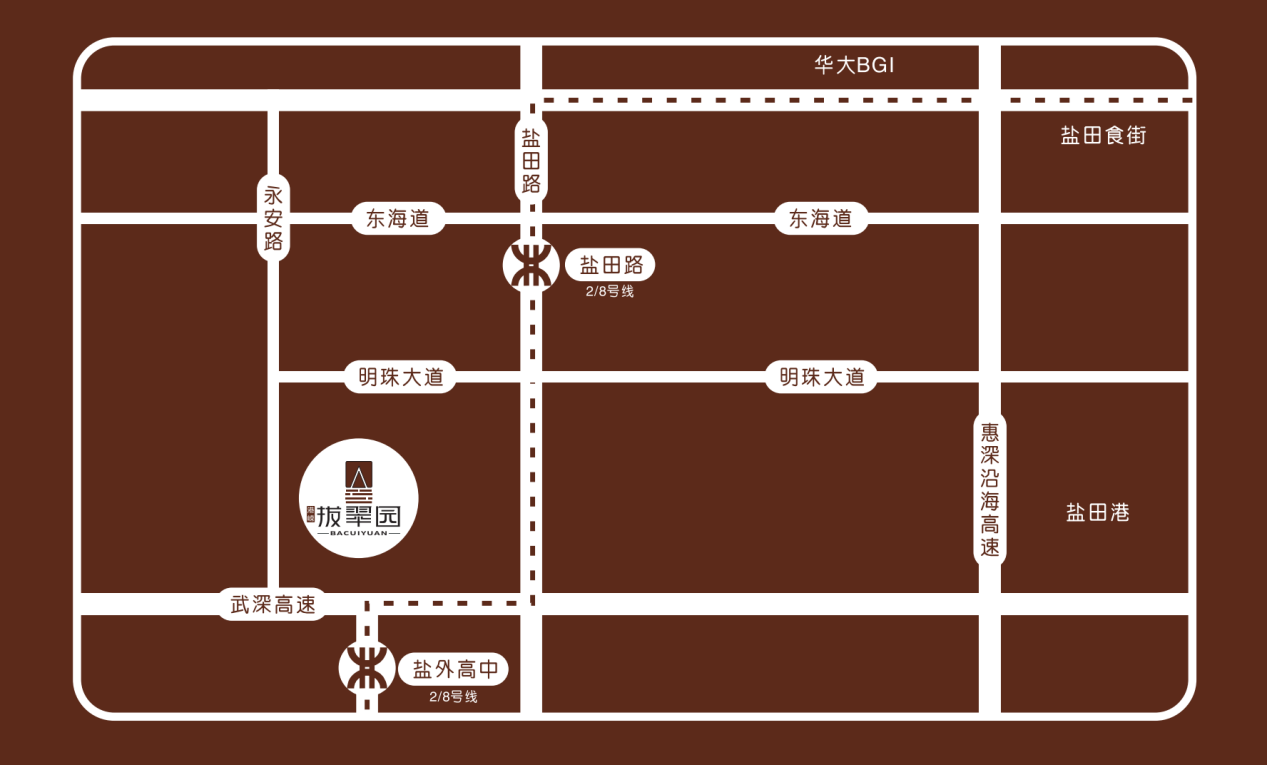 华大BGI
盐田食街
盐田路
永安路
东海道
东海道
盐田路
2/8号线
明珠大道
明珠大道
惠深沿海高速
拔翠园
BACUIYUAN
盐田港
武深高速
盐外高中
2/8号线